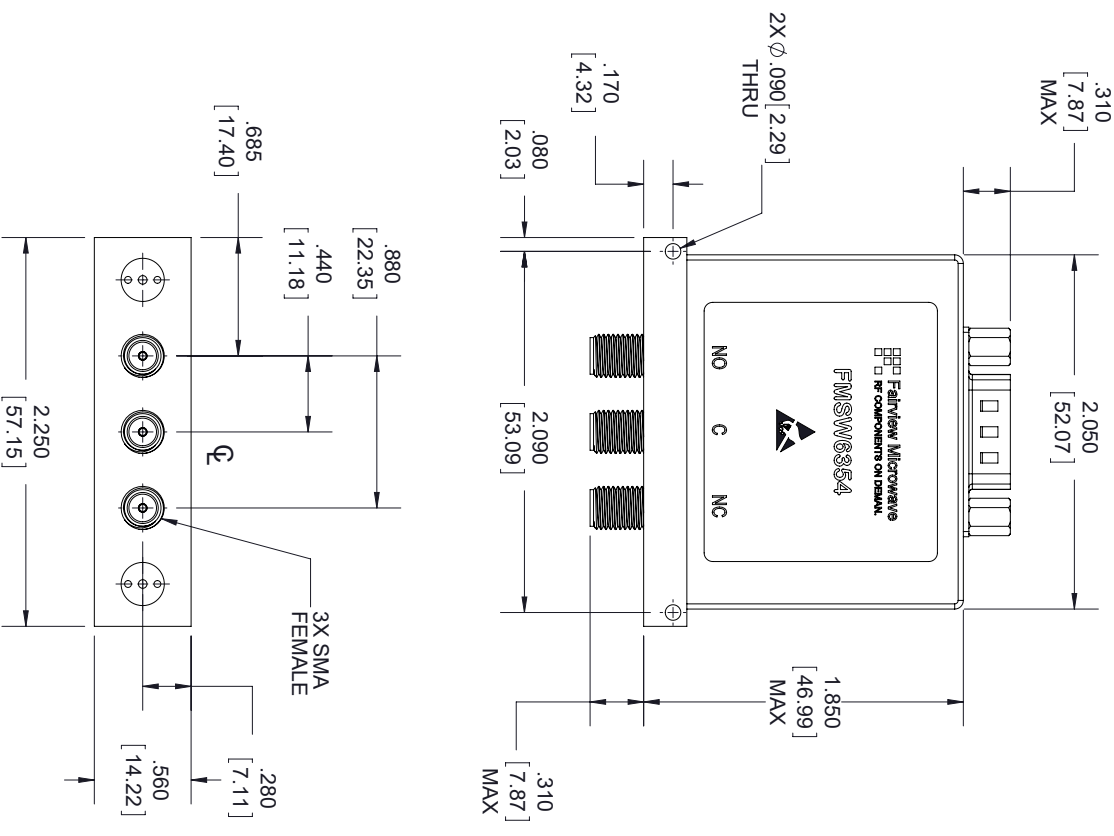 .310
[7.87]
MAX
2X ∅ .090[2.29]
THRU
.170
[4.32]
.080
[2.03]
2.050
[52.07]
Fairview Microwave
RF COMPONENTS ON DEMAN.
FMSW6354
NO
C
NC
2.090
[53.09]
1.850
[46.99]
MAX
.310
[7.87]
MAX
.685
[17.40]
.880
[22.35]
.440
[11.18]
℄
3X SMA
FEMALE
2.250
[57.15]
.280
[7.11]
.560
[14.22]